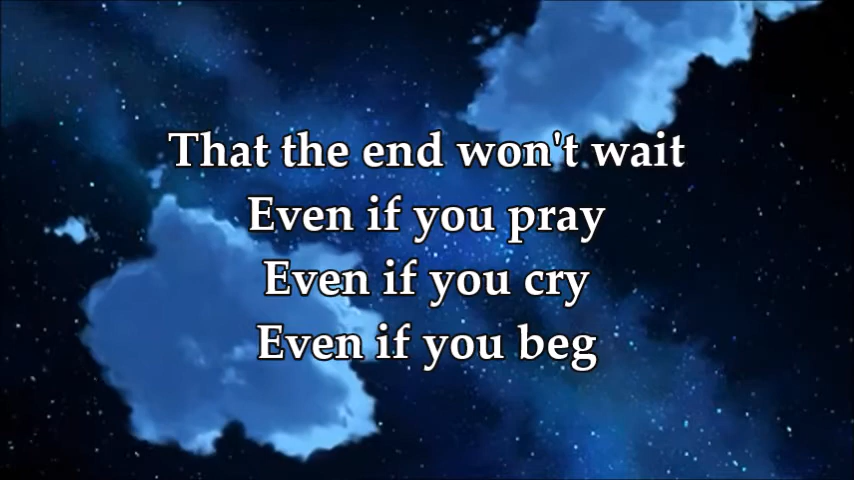 That the end won't wait
Even if you pray
Even if you cry
Even if you beg